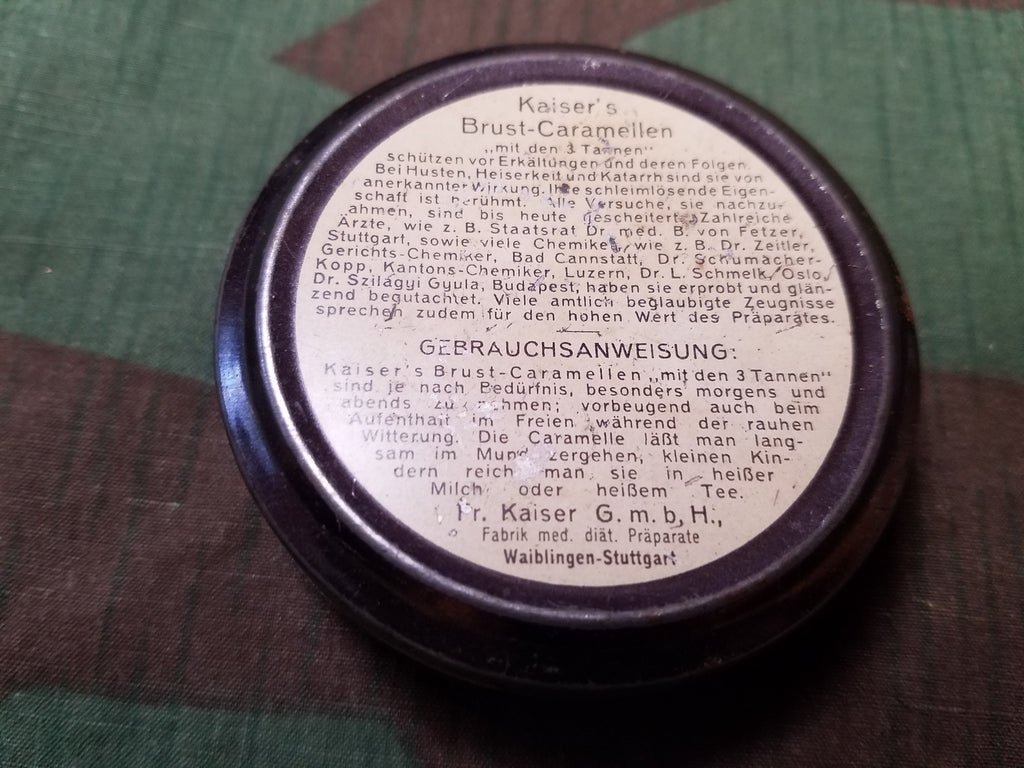 Kaiser's
Brust-Caramellen
„mit den 3 Tannen"
schützen vor Erkältungen und deren Folgen.
Bei Husten, Heiserkeit und Katarrh sind sie von
anerkannter Wirkung. Ihre schleimlösende Eigen-
schaft ist berühmt. Alle Versuche, sie nachzu-
ahmen, sind bis heute gescheitert. Zahlreiche
Ärzte, wie z. B. Staatsrat Dr. med. B. von Fetzer,
Stuttgart, sowie viele Chemiker, wie z. B. Dr. Zeitler,
Gerichts-Chemiker, Bad Cannstatt, Dr. Schumacher-
Kopp, Kantons-Chemiker, Luzern, Dr. L. Schmelk, Oslo,
Dr. Szilágyi Gyula, Budapest, haben sie erprobt und glän-
zend begutachtet. Viele amtlich beglaubigte Zeugnisse
sprechen zudem für den hohen Wert des Präparates.
GEBRAUCHSANWEISUNG:
Kaiser's Brust-Caramellen „mit den 3 Tannen"
sind je nach Bedürfnis, besonders morgens und
abends zu nehmen; vorbeugend auch beim
Aufenthalt im Freien während der rauhen
Witterung. Die Caramelle läßt man lang-
sam im Mund zergehen, kleinen Kin-
dern reicht man sie in heißer
Milch oder heißem Tee.
Fr. Kaiser G. m. b. H.,
Fabrik med. diät. Präparate
Waiblingen-Stuttgart